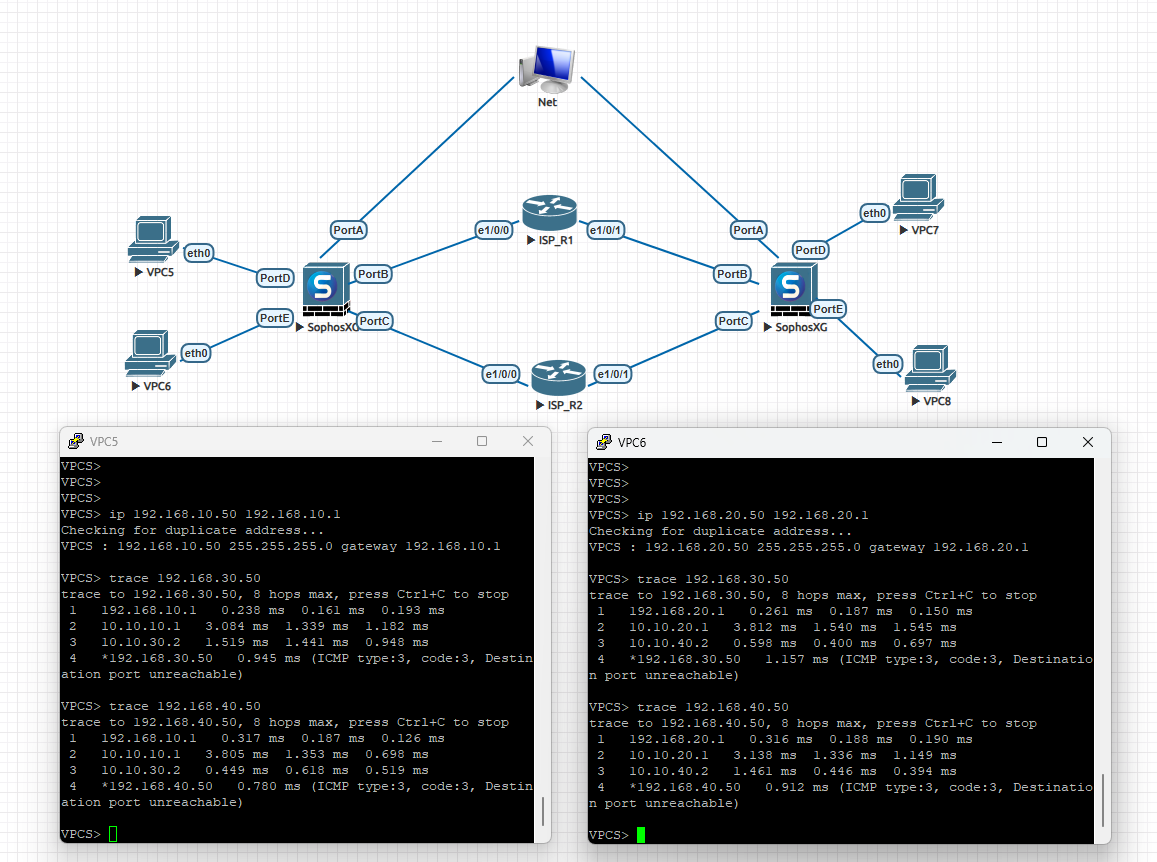 Net
PortA
PortA
e1/0/0
e1/0/1
ISP_R1
eth0
VPC7
PortD
eth0
VPC5
PortD
PortB
PortB
S
SophosXG
S
SophosXG
PortE
PortE
PortC
PortC
eth0
VPC6
e1/0/0
e1/0/1
ISP_R2
eth0
VPC8
VPC5
VPCS>
VPCS>
VPCS>
VPCS> ip 192.168.10.50 192.168.10.1
Checking for duplicate address...
VPCS : 192.168.10.50 255.255.255.0 gateway 192.168.10.1
VPCS> trace 192.168.30.50
trace to 192.168.30.50, 8 hops max, press Ctrl+C to stop
1 192.168.10.1 0.238 ms 0.161 ms 0.193 ms
2 10.10.10.1 3.084 ms 1.339 ms 1.182 ms
3 10.10.30.2 1.519 ms 1.441 ms 0.948 ms
4 *192.168.30.50 0.945 ms (ICMP type:3, code:3, Destin
ation port unreachable)
VPCS> trace 192.168.40.50
trace to 192.168.40.50, 8 hops max, press Ctrl+C to stop
1 192.168.10.1 0.317 ms 0.187 ms 0.126 ms
2 10.10.10.1 3.805 ms 1.353 ms 0.698 ms
3 10.10.30.2 0.449 ms 0.618 ms 0.519 ms
4 *192.168.40.50 0.780 ms (ICMP type:3, code:3, Destin
ation port unreachable)
VPCS>
VPC6
VPCS>
VPCS>
VPCS>
VPCS> ip 192.168.20.50 192.168.20.1
Checking for duplicate address...
VPCS : 192.168.20.50 255.255.255.0 gateway 192.168.20.1
VPCS> trace 192.168.30.50
trace to 192.168.30.50, 8 hops max, press Ctrl+C to stop
1 192.168.20.1 0.261 ms 0.187 ms 0.150 ms
2 10.10.20.1 3.812 ms 1.540 ms 1.545 ms
3 10.10.40.2 0.598 ms 0.400 ms 0.697 ms
4 *192.168.30.50 1.157 ms (ICMP type:3, code:3, Destinatio
n port unreachable)
VPCS> trace 192.168.40.50
trace to 192.168.40.50, 8 hops max, press Ctrl+C to stop
1 192.168.20.1 0.316 ms 0.188 ms 0.190 ms
2 10.10.20.1 3.138 ms 1.336 ms 1.149 ms
3 10.10.40.2 1.461 ms 0.446 ms 0.394 ms
4 *192.168.40.50 0.912 ms (ICMP type:3, code:3, Destinatio
n port unreachable)
VPCS>